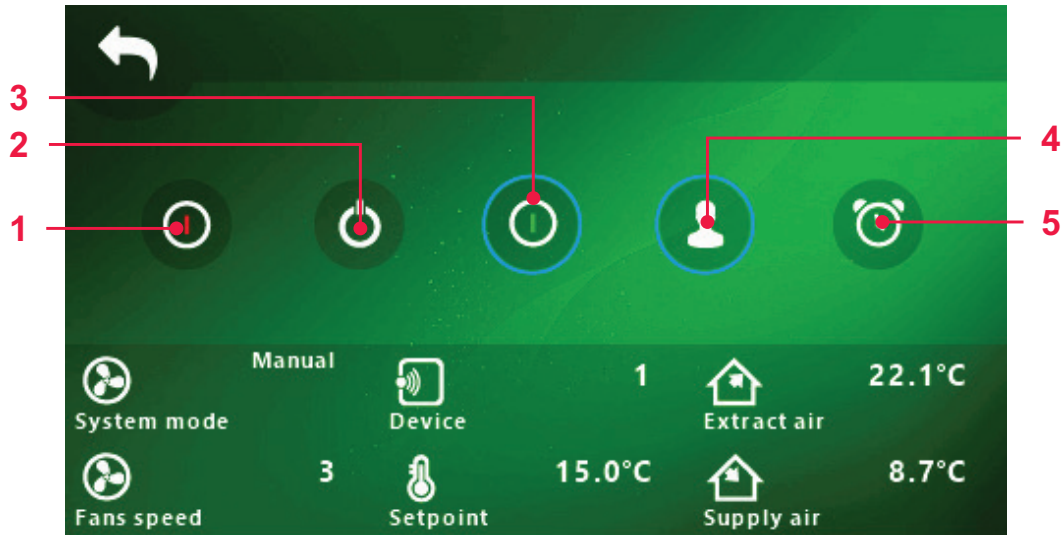 3
2
4
1
5
Manual
1
22.1°C
System mode
Device
Extract air
3
15.0°C
8.7°C
Fans speed
Setpoint
Supply air